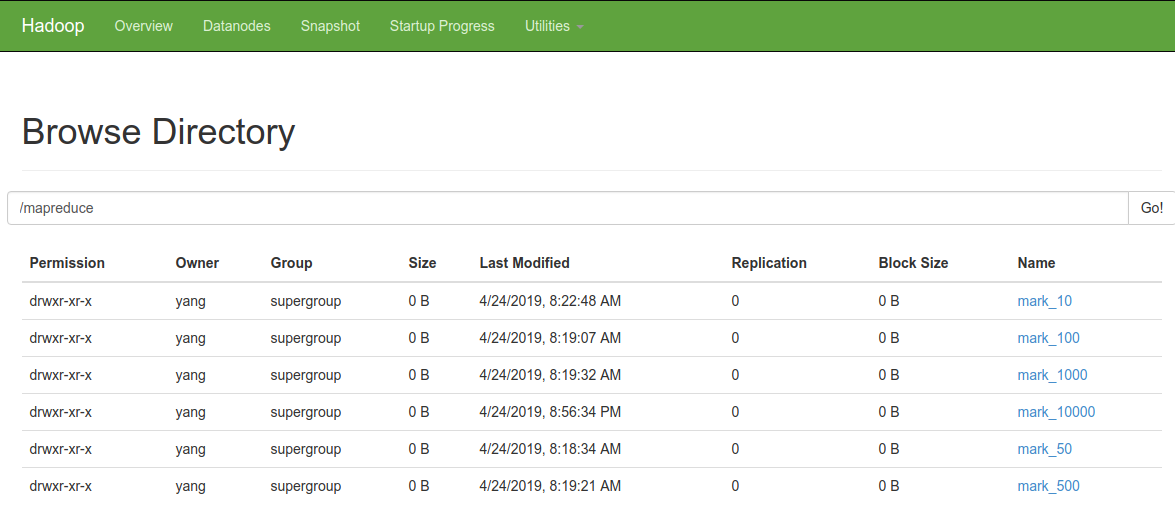 Hadoop Overview Datanodes Snapshot Startup Progress Utilities
Browse Directory
/mapreduce Go!
Permission Owner Group Size Last Modified Replication Block Size Name
drwxr-xr-x yang supergroup 0 B 4/24/2019, 8:22:48 AM 0 0 B mark_10
drwxr-xr-x yang supergroup 0 B 4/24/2019, 8:19:07 AM 0 0 B mark_100
drwxr-xr-x yang supergroup 0 B 4/24/2019, 8:19:32 AM 0 0 B mark_1000
drwxr-xr-x yang supergroup 0 B 4/24/2019, 8:56:34 PM 0 0 B mark_10000
drwxr-xr-x yang supergroup 0 B 4/24/2019, 8:18:34 AM 0 0 B mark_50
drwxr-xr-x yang supergroup 0 B 4/24/2019, 8:19:21 AM 0 0 B mark_500